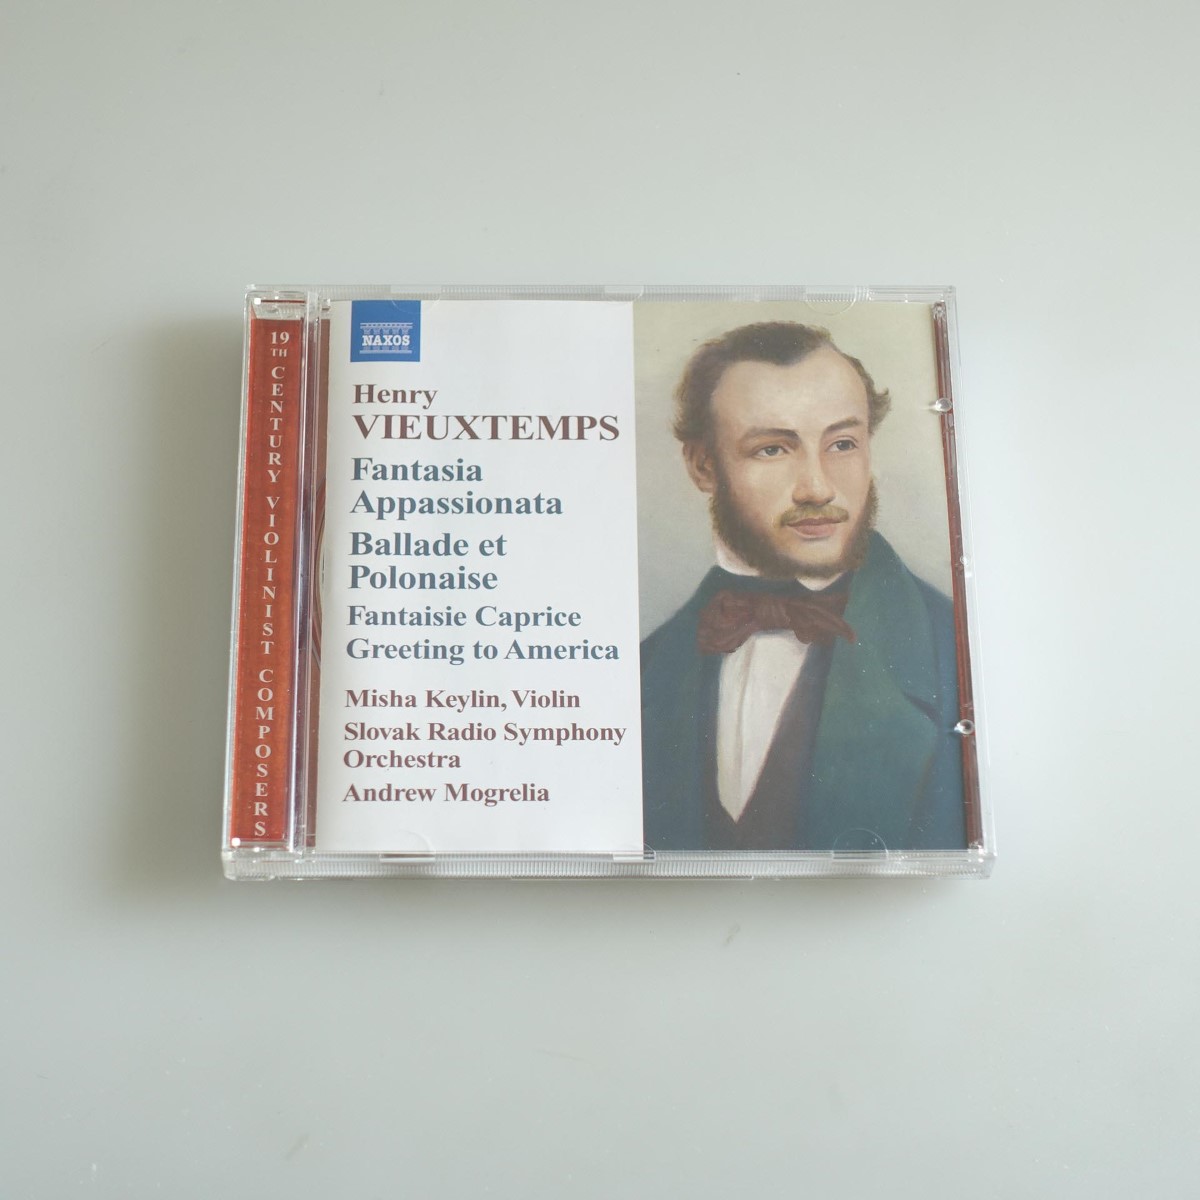 19TH CENTURY VIOLINIST COMPOSERS
NAXOS
Henry
VIEUXTEMPS
Fantasia
Appassionata
Ballade et
Polonaise
Fantaisie Caprice
Greeting to America
Misha Keylin, Violin
Slovak Radio Symphony
Orchestra
Andrew Mogrelia